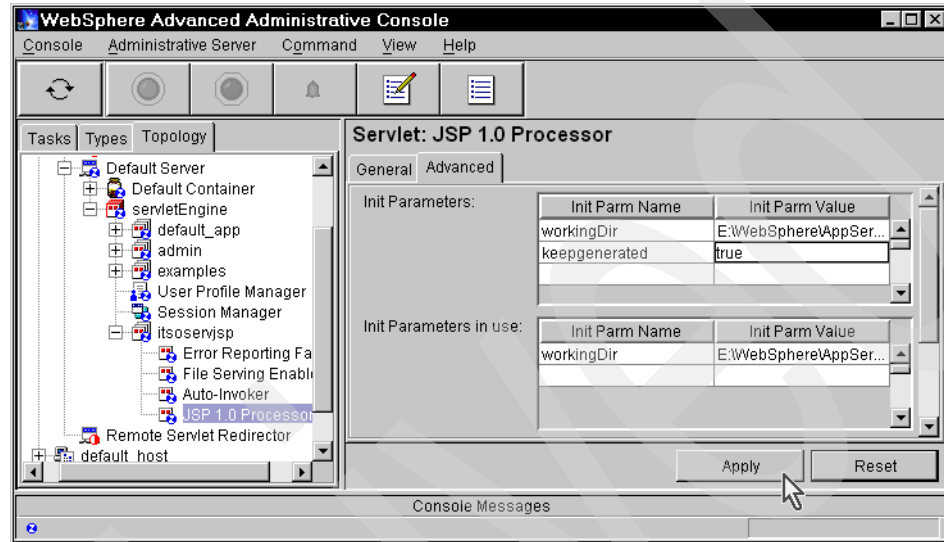 WebSphere Advanced Administrative Console
Console Administrative Server Command View Help
Tasks Types Topology
Default Server
Default Container
servletEngine
default_app
admin
examples
User Profile Manager
Session Manager
itsoservjsp
Error Reporting Fa
File Serving Enable
Auto-Invoker
JSP 1.0 Processor
Remote Servlet Redirector
default_host
Servlet: JSP 1.0 Processor
General Advanced
Init Parameters:
Init Parm Name Init Parm Value
workingDir E:\WebSphere\AppSer...
keepgenerated true
Init Parameters in use:
Init Parm Name Init Parm Value
workingDir E:\WebSphere\AppSer...
Apply Reset
Console Messages